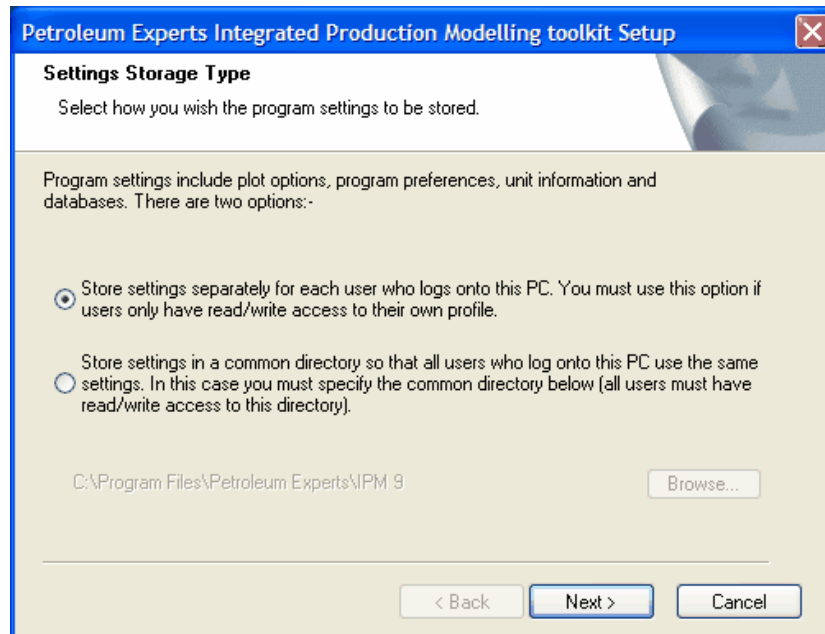 Petroleum Experts Integrated Production Modelling toolkit Setup
Settings Storage Type
Select how you wish the program settings to be stored.
Program settings include plot options, program preferences, unit information and
databases. There are two options:-
Store settings separately for each user who logs onto this PC. You must use this option if
users only have read/write access to their own profile.
Store settings in a common directory so that all users who log onto this PC use the same
settings. In this case you must specify the common directory below (all users must have
read/write access to this directory).
C:\Program Files\Petroleum Experts\IPM 9
Browse...
< Back
Next >
Cancel